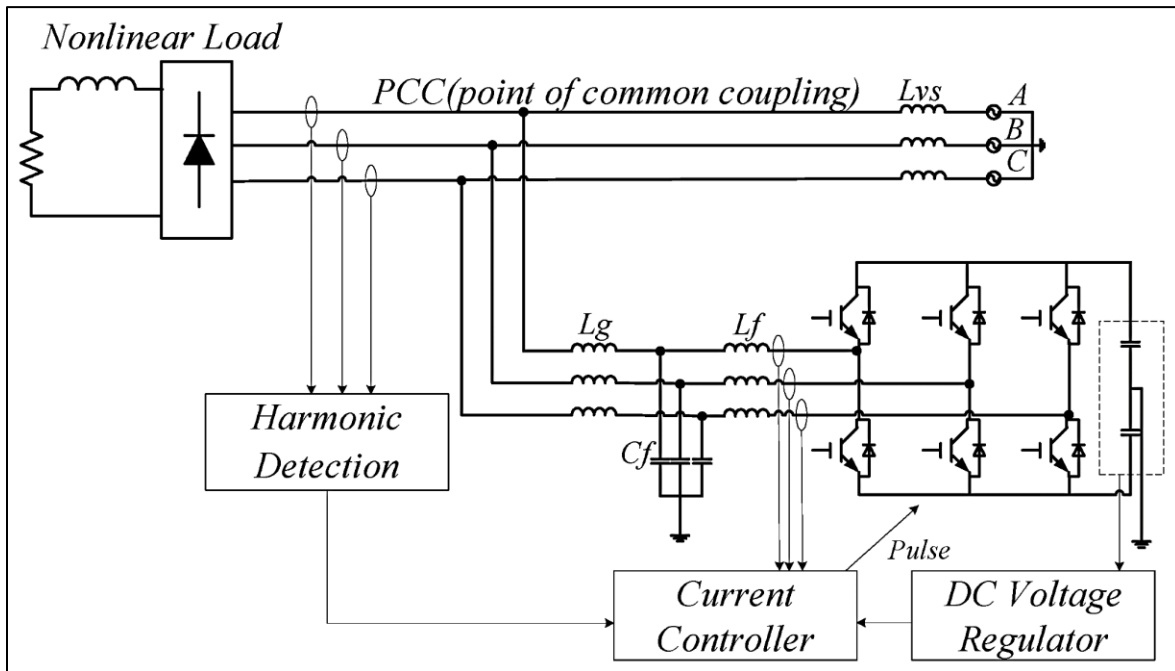 Nonlinear Load
PCC(point of common coupling)
Lvs
A
B
C
Lg
Lf
Cf
Harmonic
Detection
Pulse
Current
Controller
DC Voltage
Regulator